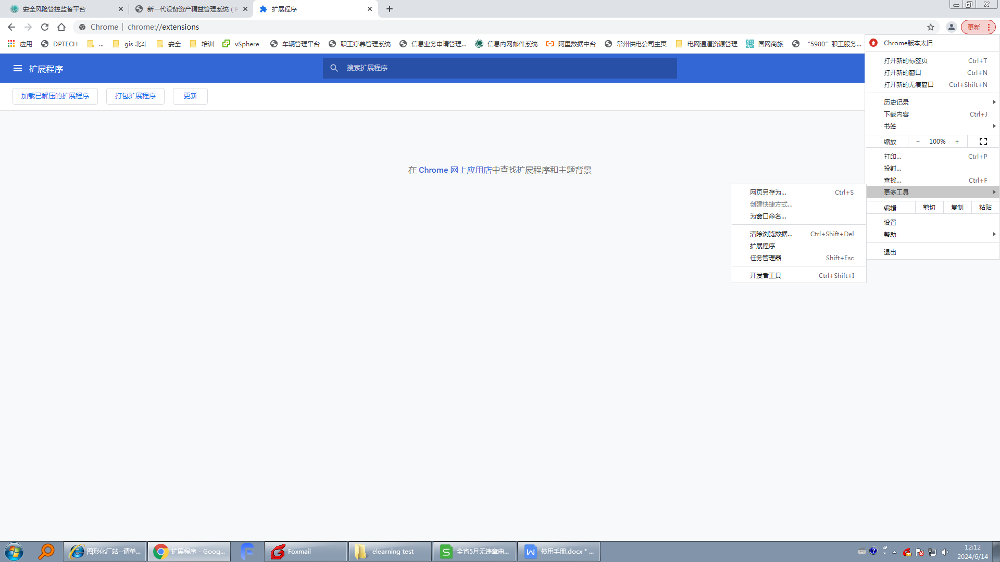 安全风险管控监督平台
新一代设备资产精益管理系统（P
扩展程序
Chrome
chrome://extensions
更新
应用
DPTECH
...
gis 北斗
安全
培训
vSphere
车辆管理平台
职工疗养管理系统
信息业务申请管理...
信息内网邮件系统
阿里数据中台
常州供电公司主页
电网通道资源管理
国网商旅
“5980”职工服务...
Chrome版本太旧
扩展程序
搜索扩展程序
加载已解压的扩展程序
打包扩展程序
更新
打开新的标签页 Ctrl+T
打开新的窗口 Ctrl+N
打开新的无痕窗口 Ctrl+Shift+N
历史记录
下载内容 Ctrl+J
书签
缩放 - 100% +
打印... Ctrl+P
投射...
查找... Ctrl+F
更多工具
编辑 剪切 复制 粘贴
设置
帮助
退出
在 Chrome 网上应用店中查找扩展程序和主题背景
网页另存为... Ctrl+S
创建快捷方式...
为窗口命名...
清除浏览数据... Ctrl+Shift+Del
扩展程序
任务管理器 Shift+Esc
开发者工具 Ctrl+Shift+I
图形化厂站--请单...
扩展程序 - Goog...
Foxmail
elearning test
全省5月无违章申...
使用手册.docx * ...
12:12
2024/6/14